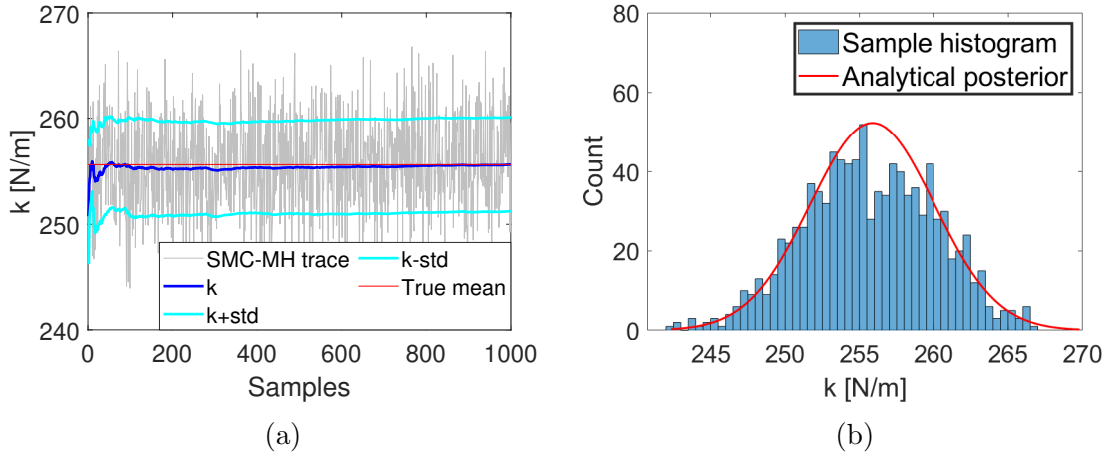 270
260
250
240
k [N/m]
SMC-MH trace
k
k+std
k-std
True mean
0
200
400
600
800
1000
Samples
(a)
80
60
40
20
0
Count
Sample histogram
Analytical posterior
245
250
255
260
265
270
k [N/m]
(b)